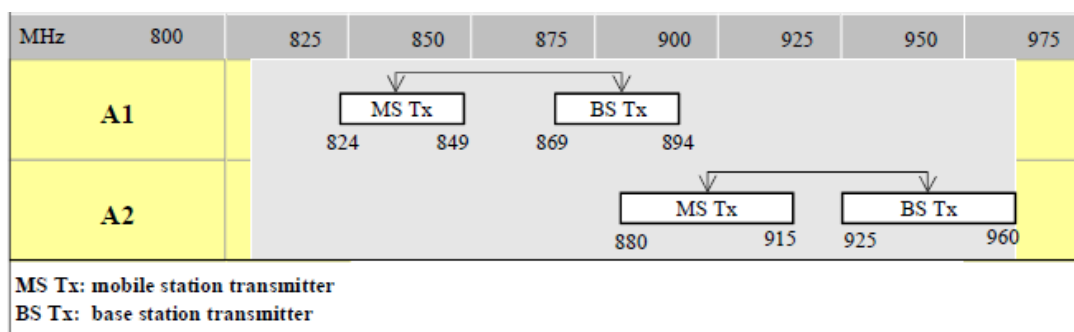 MHz 800 825 850 875 900 925 950 975
A1 MS Tx BS Tx
824 849 869 894
A2 MS Tx BS Tx
880 915 925 960
MS Tx: mobile station transmitter
BS Tx: base station transmitter